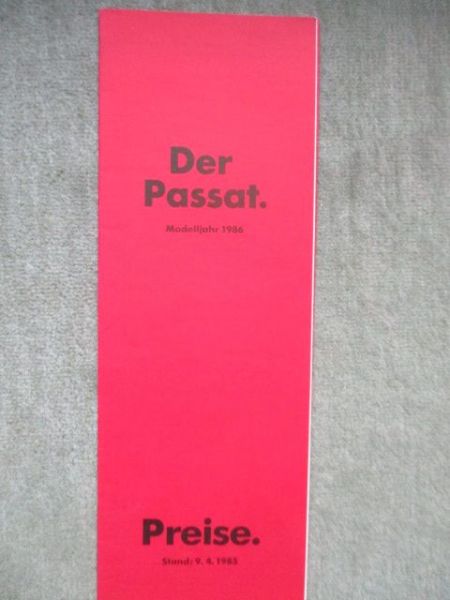 Der
Passat.
Modelljahr 1986
Preise.
Stand: 9. 4. 1985